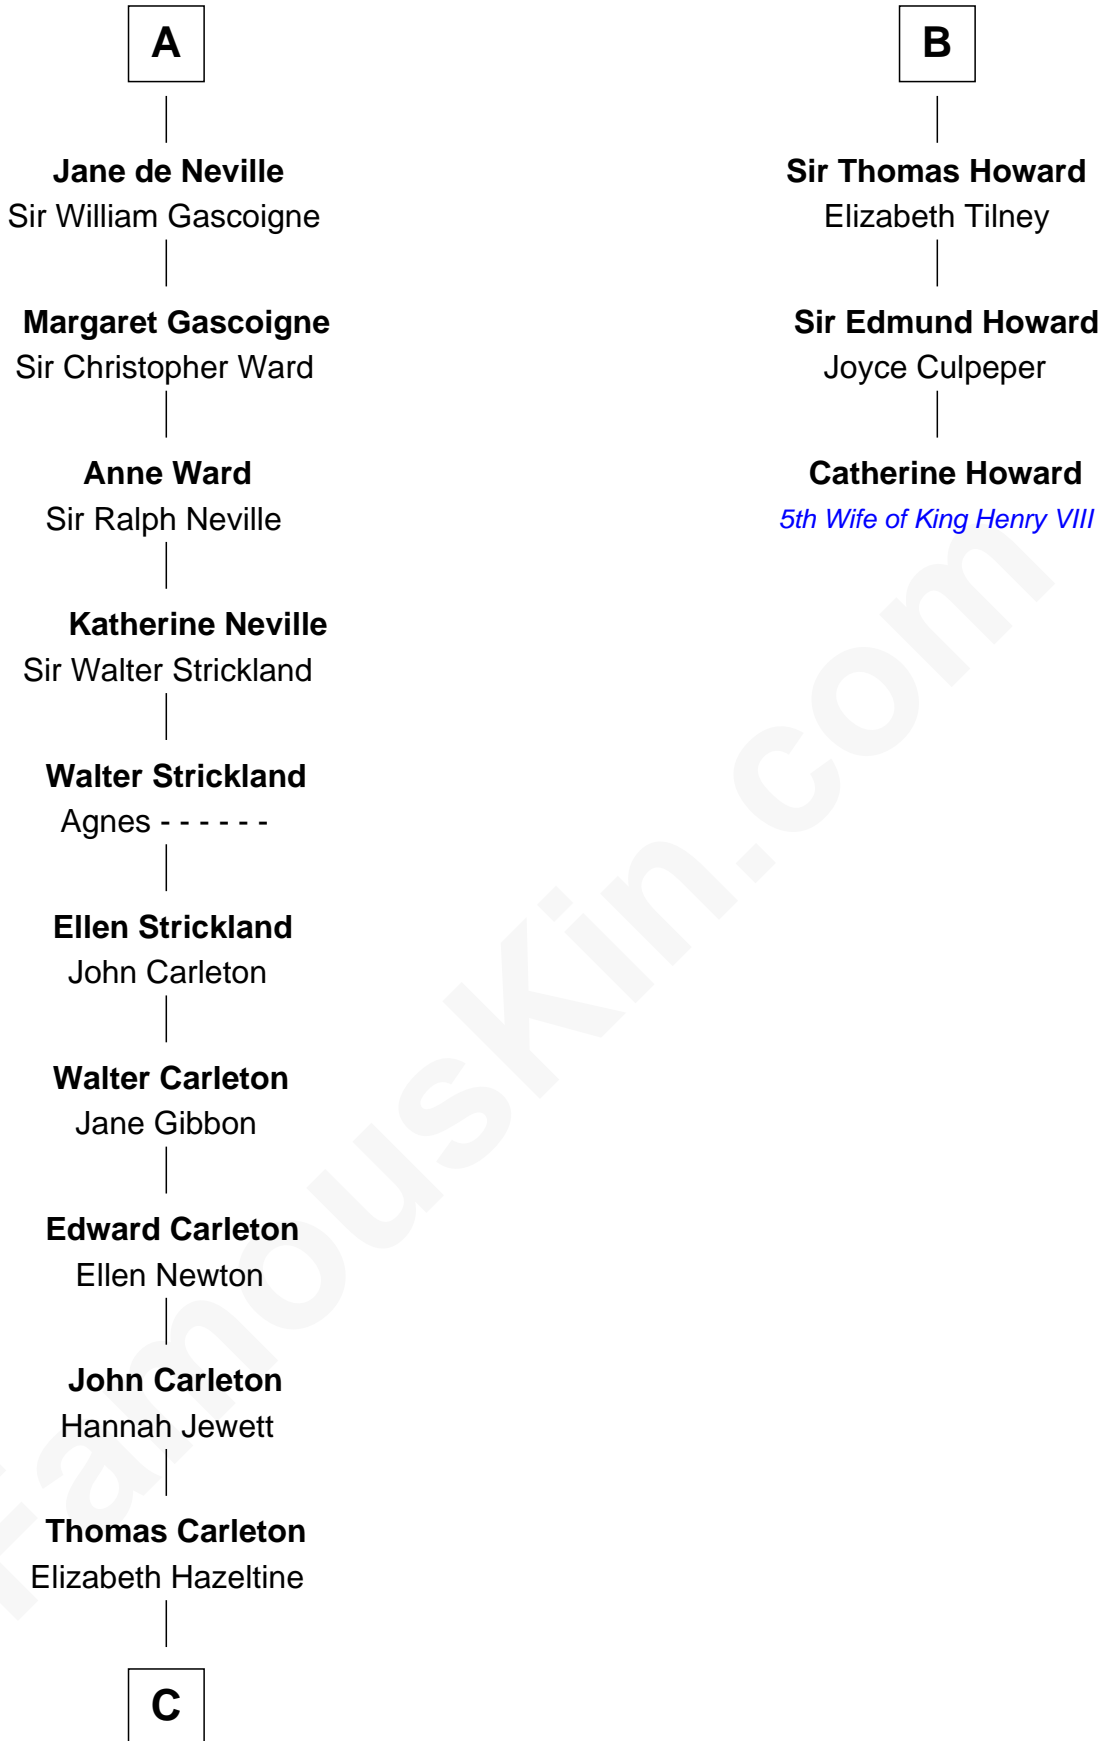 A
Jane de Neville
Sir William Gascoigne
Margaret Gascoigne
Sir Christopher Ward
Anne Ward
Sir Ralph Neville
Katherine Neville
Sir Walter Strickland
Walter Strickland
Agnes - - - - - -
Ellen Strickland
John Carleton
Walter Carleton
Jane Gibbon
Edward Carleton
Ellen Newton
John Carleton
Hannah Jewett
Thomas Carleton
Elizabeth Hazeltine
C
B
Sir Thomas Howard
Elizabeth Tilney
Sir Edmund Howard
Joyce Culpeper
Catherine Howard
5th Wife of King Henry VIII
FamousKin.com